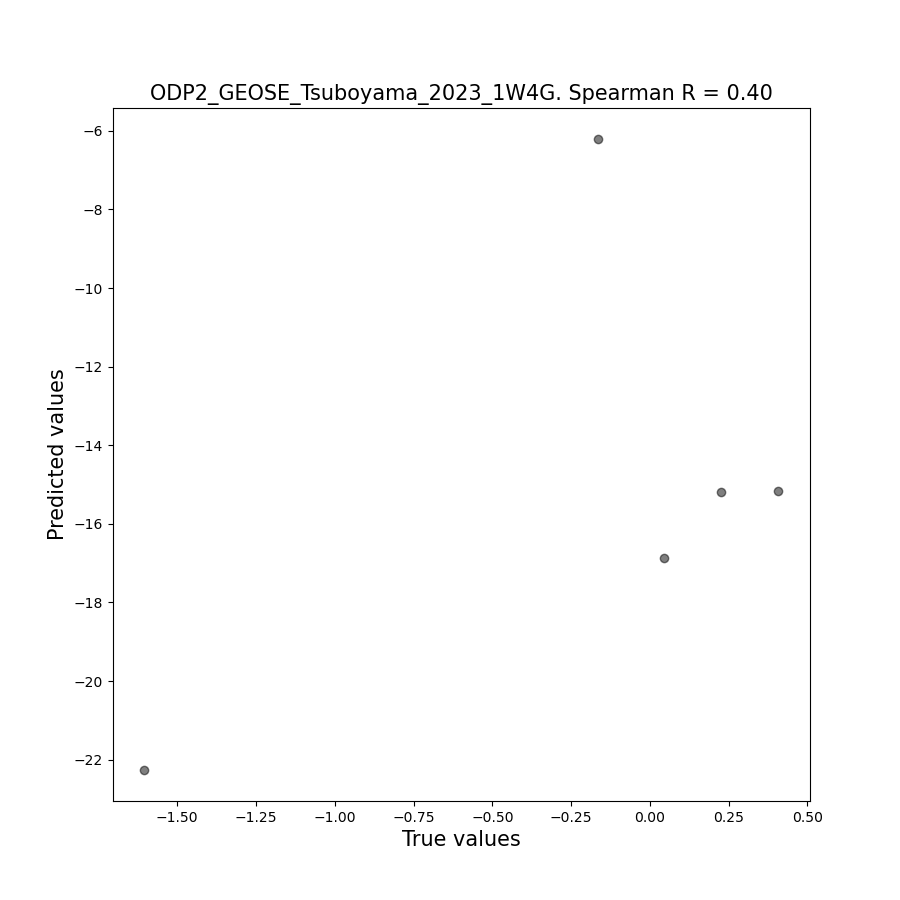 ODP2_GEOSE_Tsuboyama_2023_1W4G. Spearman R = 0.40
−6
−8
−10
−12
−14
−16
−18
−20
−22
Predicted values
−1.50 −1.25 −1.00 −0.75 −0.50 −0.25 0.00 0.25 0.50
True values